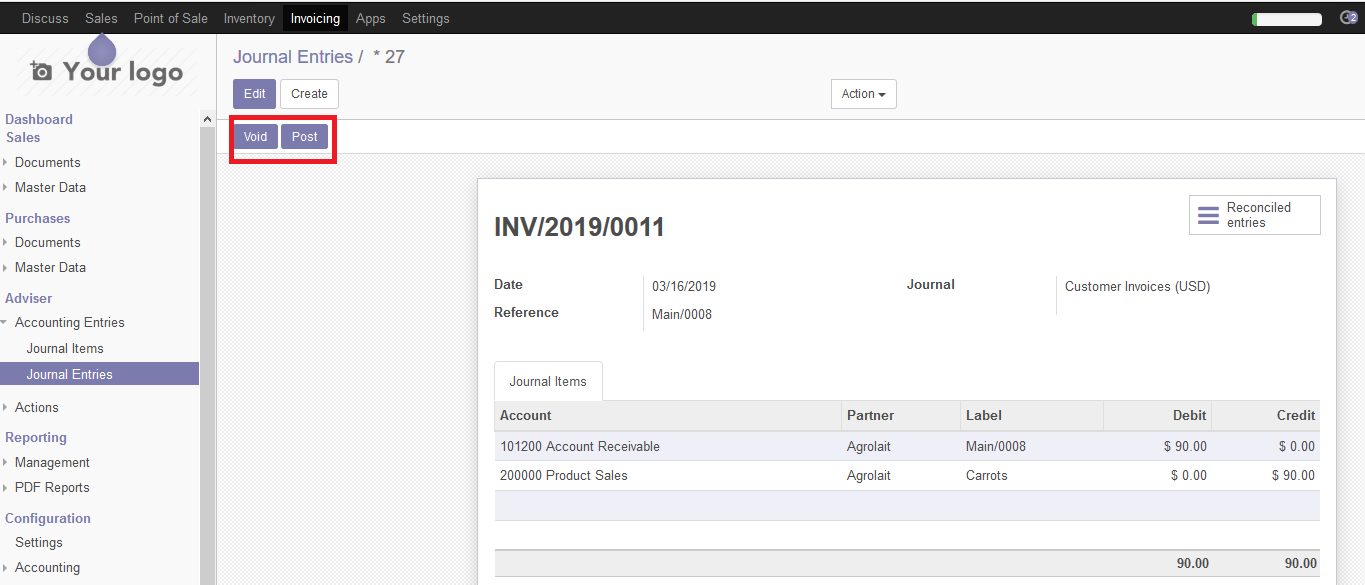 Discuss Sales Point of Sale Inventory Invoicing Apps Settings 2
Your logo
Journal Entries / * 27
Edit Create Action
Void Post
Dashboard
Sales
Documents
Master Data
Purchases
Documents
Master Data
Adviser
Accounting Entries
Journal Items
Journal Entries
Actions
Reporting
Management
PDF Reports
Configuration
Settings
Accounting
INV/2019/0011
Reconciled
entries
Date 03/16/2019 Journal Customer Invoices (USD)
Reference Main/0008
Journal Items
Account Partner Label Debit Credit
101200 Account Receivable Agrolait Main/0008 $ 90.00 $ 0.00
200000 Product Sales Agrolait Carrots $ 0.00 $ 90.00
90.00 90.00